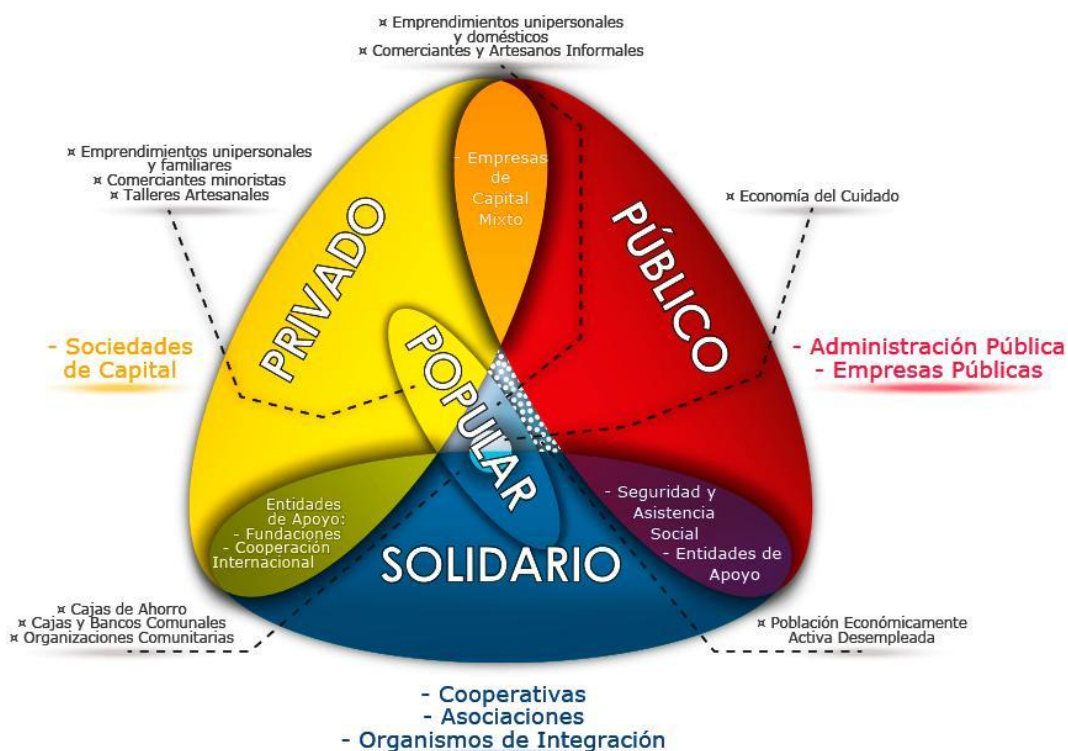 ¤ Emprendimientos unipersonales
y domésticos
¤ Comerciantes y Artesanos Informales
¤ Emprendimientos unipersonales
y familiares
¤ Comerciantes minoristas
¤ Talleres Artesanales
- Empresas
de
Capital
Mixto
¤ Economía del Cuidado
PRIVADO
PÚBLICO
- Sociedades
de Capital
- Administración Pública
- Empresas Públicas
POPULAR
Entidades
de Apoyo:
- Fundaciones
- Cooperación
Internacional
- Seguridad y
Asistencia
Social
- Entidades de
Apoyo
SOLIDARIO
¤ Cajas de Ahorro
¤ Cajas y Bancos Comunales
¤ Organizaciones Comunitarias
¤ Población Económicamente
Activa Desempleada
- Cooperativas
- Asociaciones
- Organismos de Integración